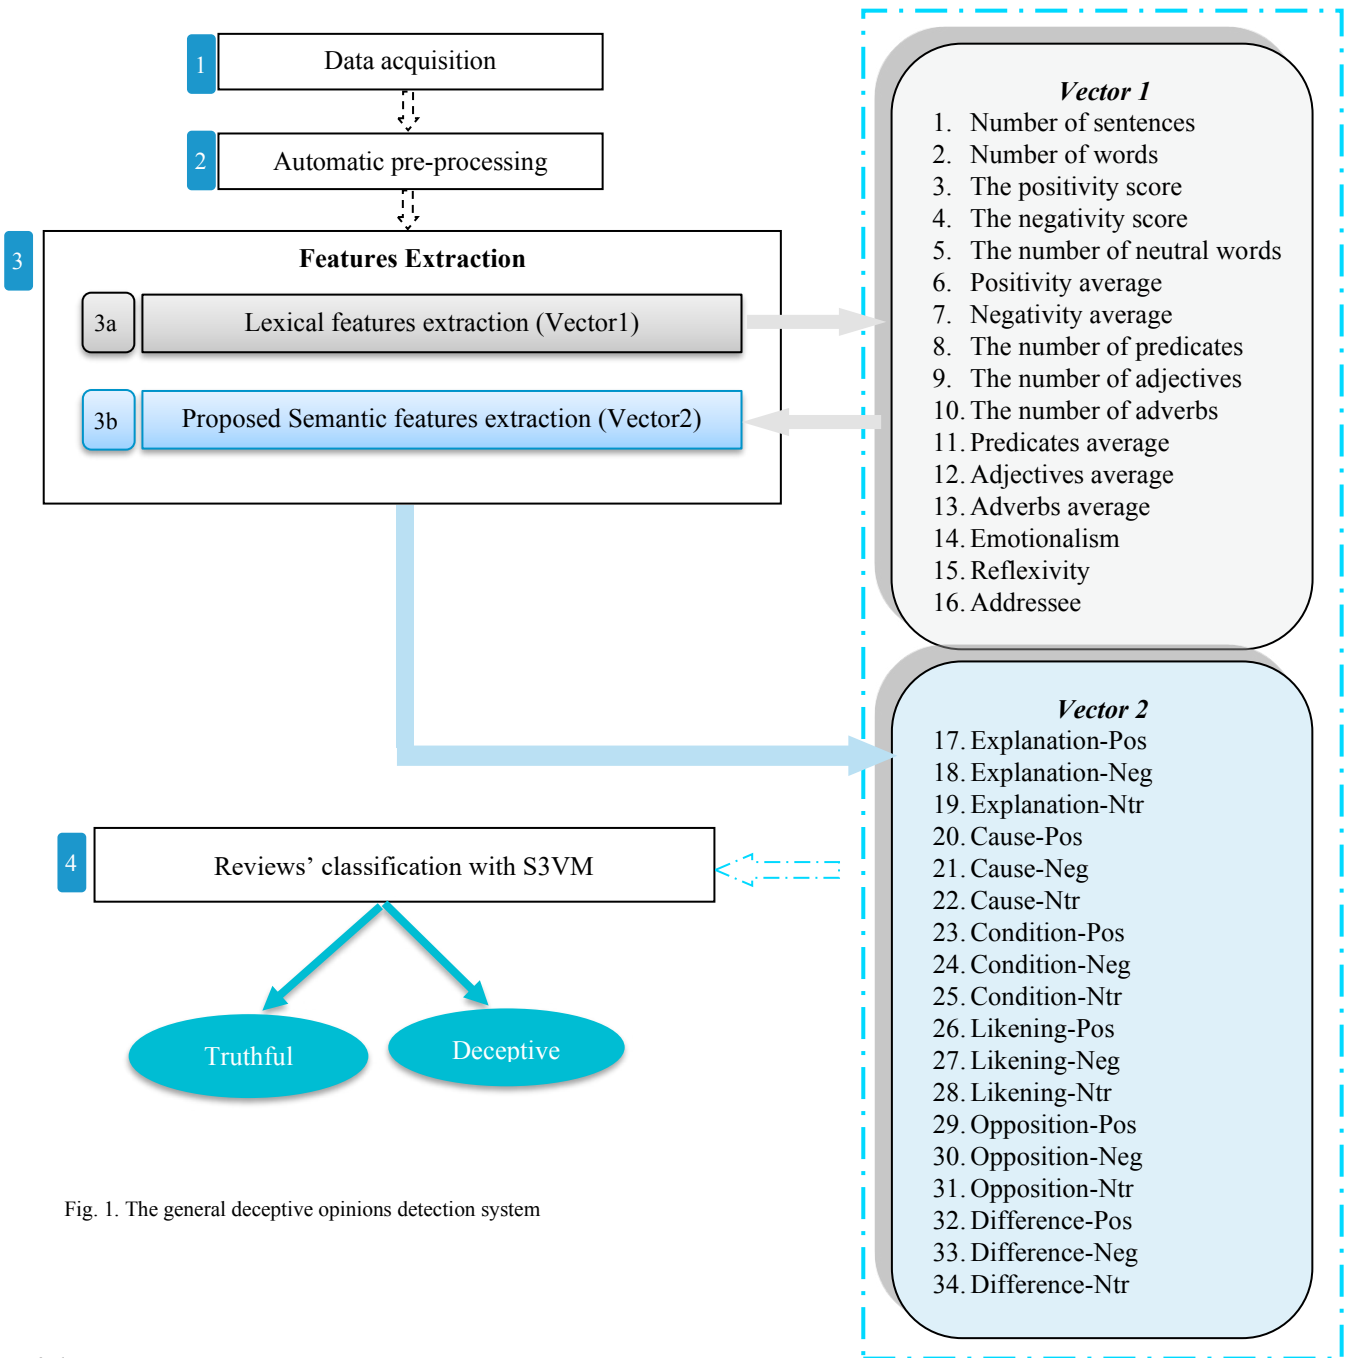 1
Data acquisition
2
Automatic pre-processing
3
Features Extraction
3a
Lexical features extraction (Vector1)
3b
Proposed Semantic features extraction (Vector2)
Vector 1
1. Number of sentences
2. Number of words
3. The positivity score
4. The negativity score
5. The number of neutral words
6. Positivity average
7. Negativity average
8. The number of predicates
9. The number of adjectives
10. The number of adverbs
11. Predicates average
12. Adjectives average
13. Adverbs average
14. Emotionalism
15. Reflexivity
16. Addressee
Vector 2
17. Explanation-Pos
18. Explanation-Neg
19. Explanation-Ntr
20. Cause-Pos
21. Cause-Neg
22. Cause-Ntr
23. Condition-Pos
24. Condition-Neg
25. Condition-Ntr
26. Likening-Pos
27. Likening-Neg
28. Likening-Ntr
29. Opposition-Pos
30. Opposition-Neg
31. Opposition-Ntr
32. Difference-Pos
33. Difference-Neg
34. Difference-Ntr
4
Reviews’ classification with S3VM
Truthful
Deceptive
Fig. 1. The general deceptive opinions detection system